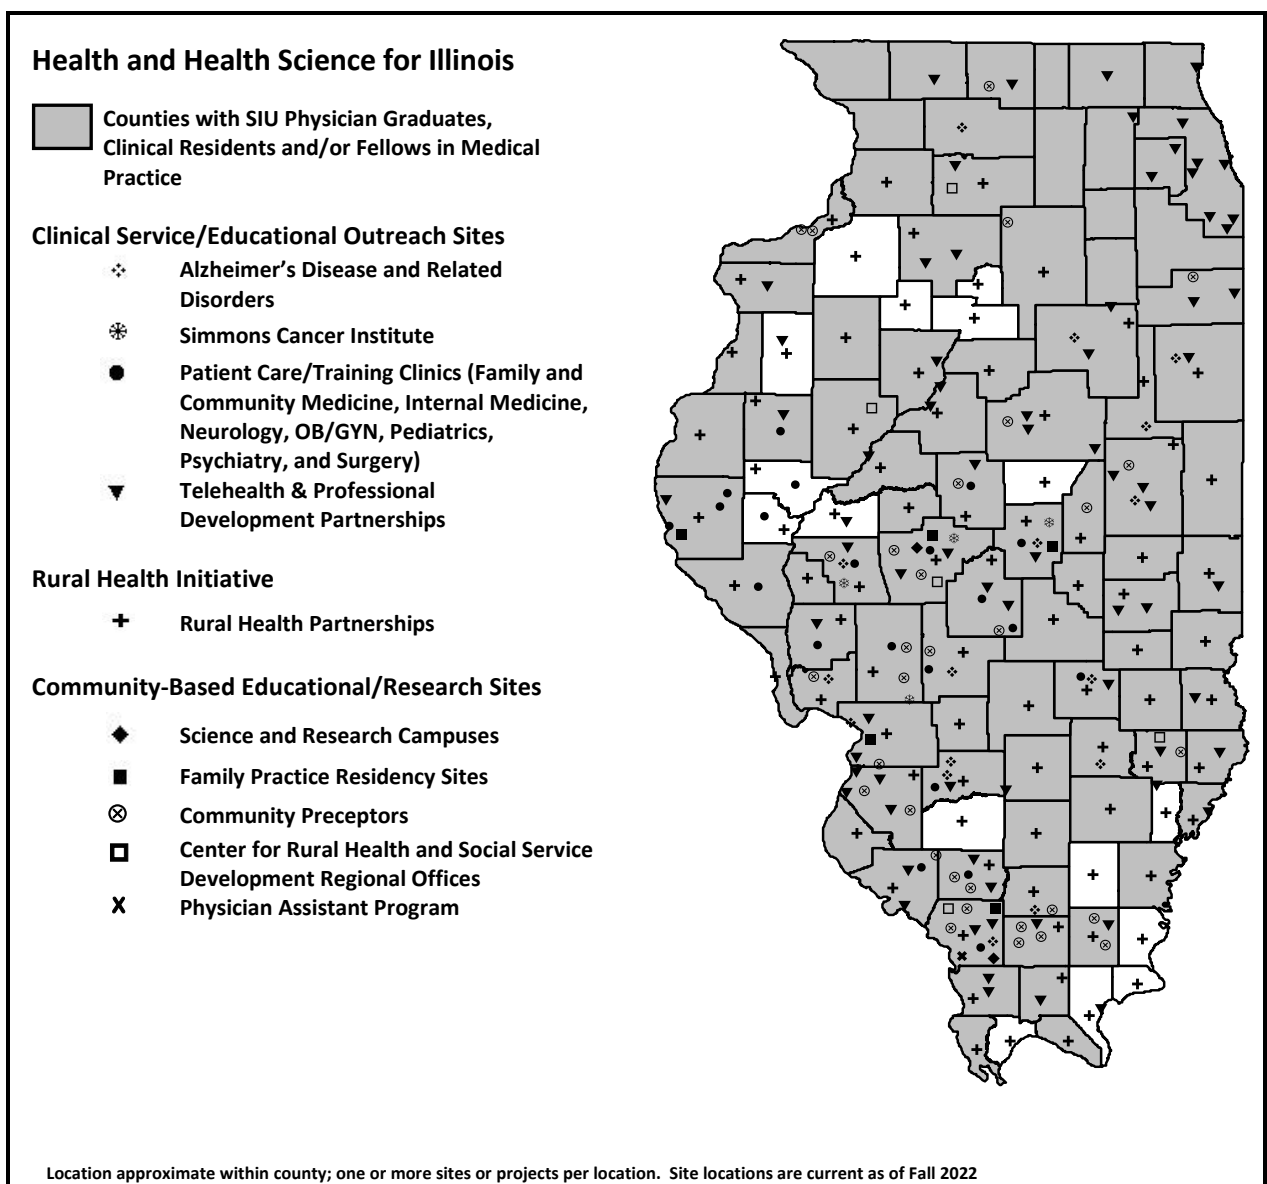 Health and Health Science for Illinois
Counties with SIU Physician Graduates,
Clinical Residents and/or Fellows in Medical
Practice
Clinical Service/Educational Outreach Sites
Alzheimer’s Disease and Related
Disorders
Simmons Cancer Institute
Patient Care/Training Clinics (Family and
Community Medicine, Internal Medicine,
Neurology, OB/GYN, Pediatrics,
Psychiatry, and Surgery)
Telehealth & Professional
Development Partnerships
Rural Health Initiative
Rural Health Partnerships
Community-Based Educational/Research Sites
Science and Research Campuses
Family Practice Residency Sites
Community Preceptors
Center for Rural Health and Social Service
Development Regional Offices
Physician Assistant Program
Location approximate within county; one or more sites or projects per location.  Site locations are current as of Fall 2022